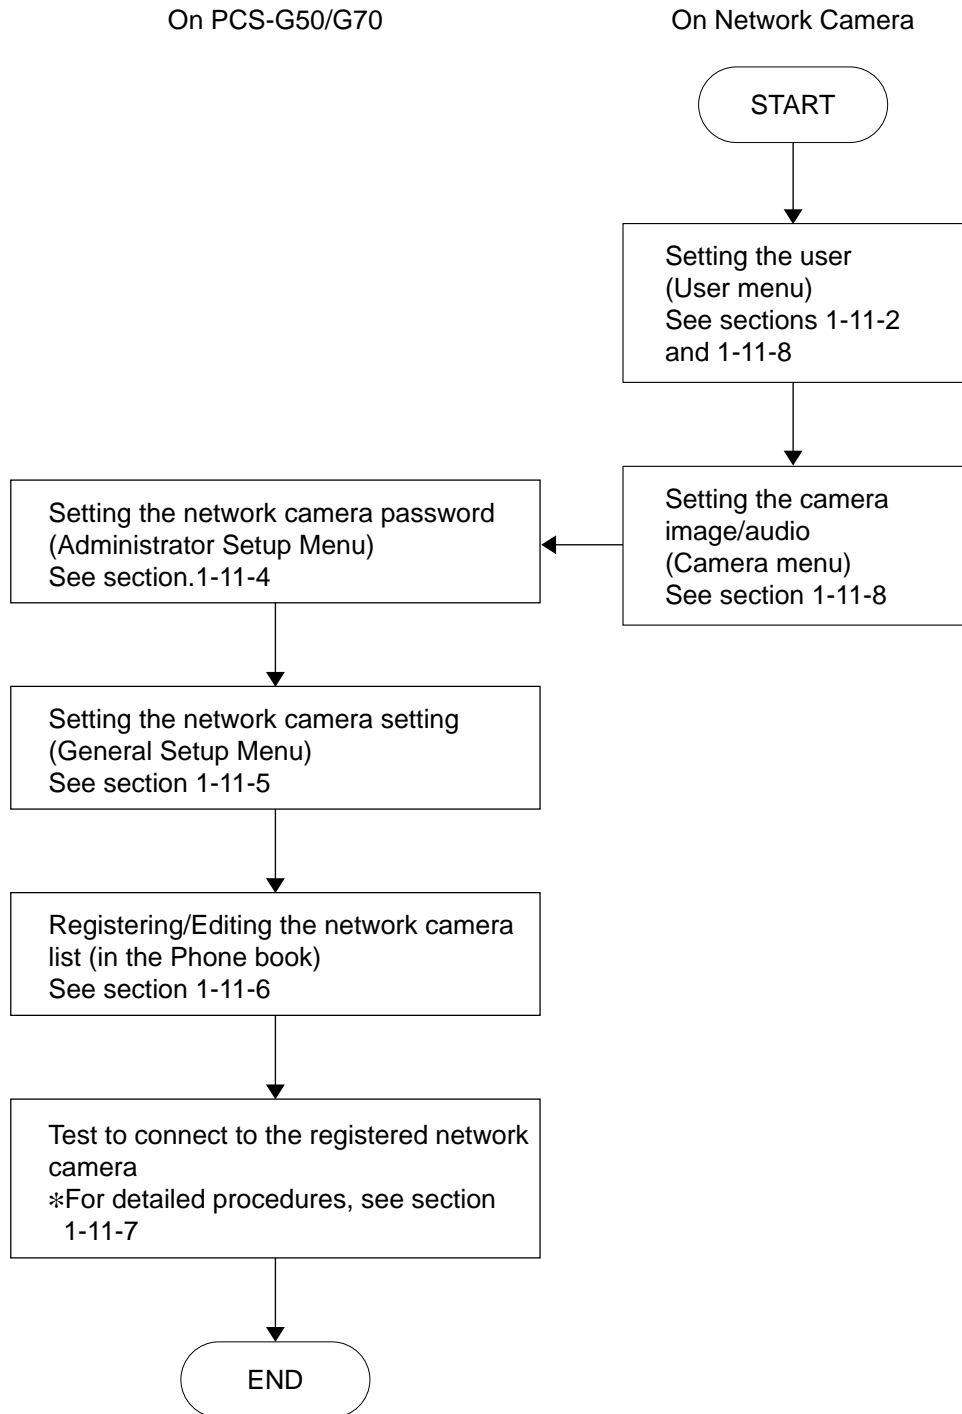 On PCS-G50/G70
On Network Camera
START
Setting the user
(User menu)
See sections 1-11-2
and 1-11-8
Setting the camera
image/audio
(Camera menu)
See section 1-11-8
Setting the network camera password
(Administrator Setup Menu)
See section.1-11-4
Setting the network camera setting
(General Setup Menu)
See section 1-11-5
Registering/Editing the network camera
list (in the Phone book)
See section 1-11-6
Test to connect to the registered network
camera
*For detailed procedures, see section
1-11-7
END